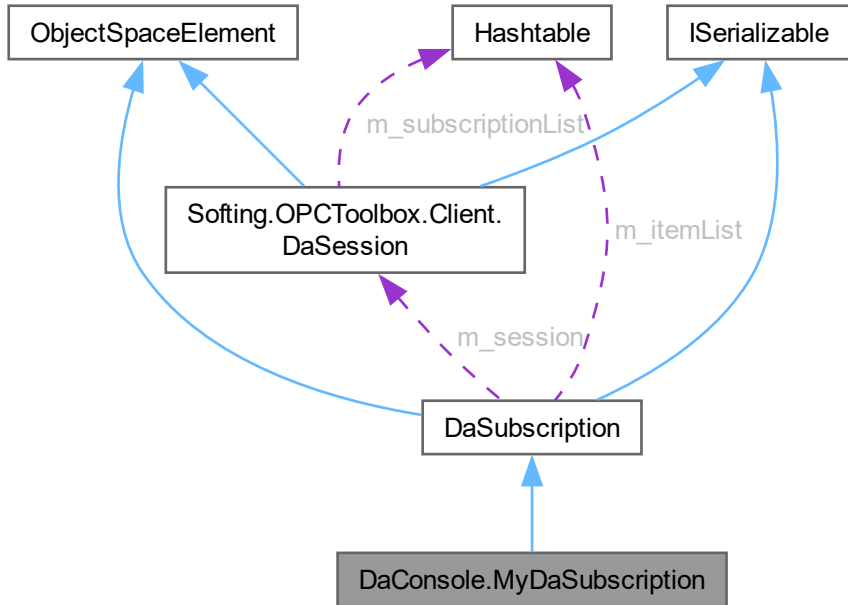 ObjectSpaceElement
Hashtable
ISerializable
m_subscriptionList
Softing.OPCToolbox.Client.
DaSession
m_itemList
m_session
DaSubscription
DaConsole.MyDaSubscription